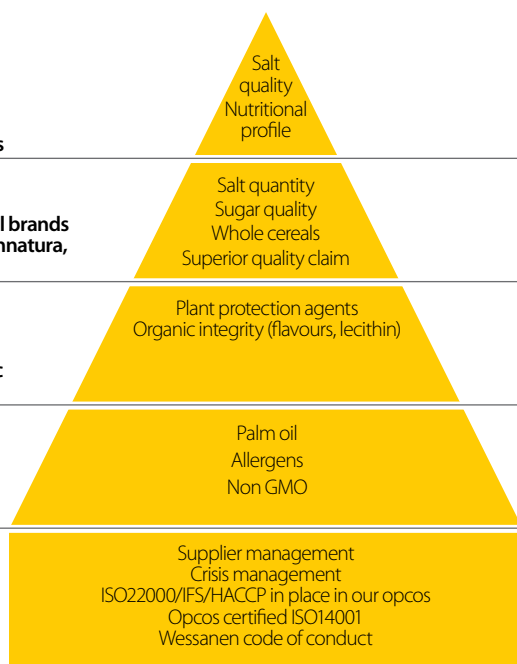 Salt
quality
Nutritional
profile
s
Salt quantity
Sugar quality
l brands
Whole cereals
nnatura,
Superior quality claim
Plant protection agents
Organic integrity (flavours, lecithin)
Palm oil
Allergens
Non GMO
Supplier management
Crisis management
ISO22000/IFS/HACCP in place in our opcos
Opcos certified ISO14001
Wessanen code of conduct